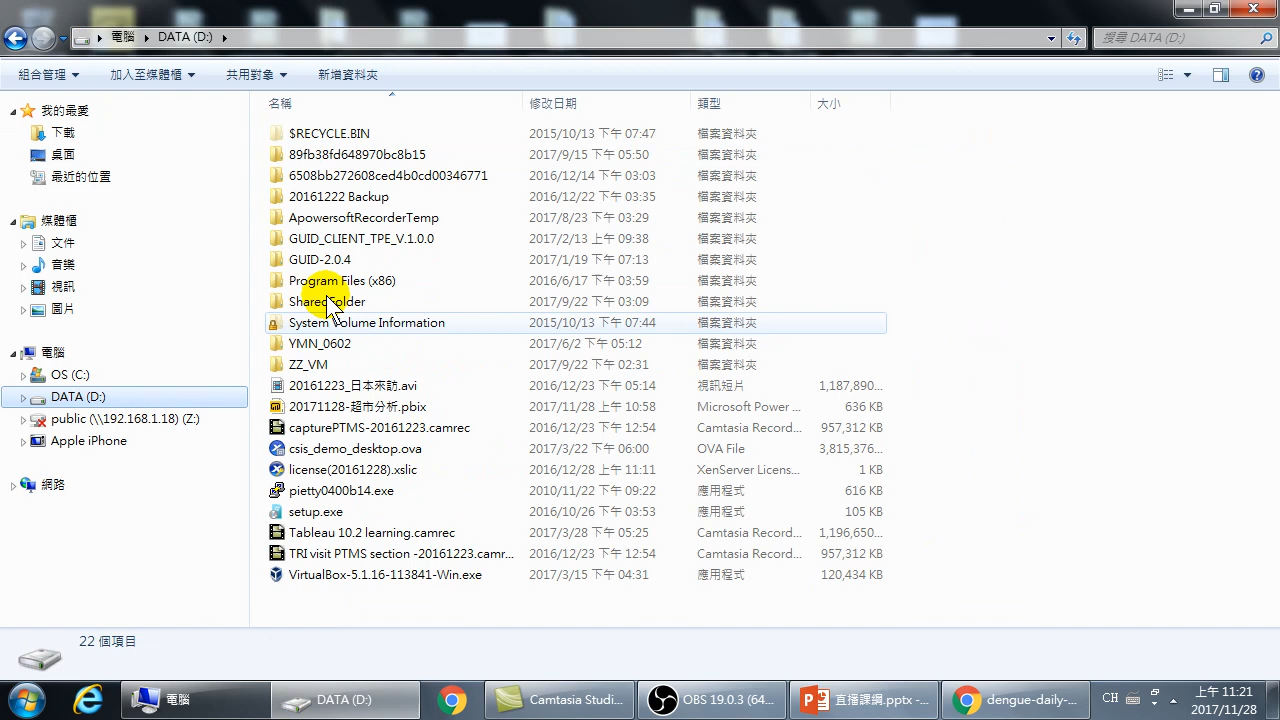 電腦 ▸ DATA (D:) ▸
搜尋 DATA (D:)
組合管理 加入至媒體櫃 共用對象 新增資料夾
我的最愛
下載
桌面
最近的位置
媒體櫃
文件
音樂
視訊
圖片
電腦
OS (C:)
DATA (D:)
public (\\192.168.1.18) (Z:)
Apple iPhone
網路
名稱 修改日期 類型 大小
$RECYCLE.BIN 2015/10/13 下午 07:47 檔案資料夾
89fb38fd648970bc8b15 2017/9/15 下午 05:50 檔案資料夾
6508bb272608ced4b0cd00346771 2016/12/14 下午 03:03 檔案資料夾
20161222 Backup 2016/12/22 下午 03:35 檔案資料夾
ApowersoftRecorderTemp 2017/8/23 下午 03:29 檔案資料夾
GUID_CLIENT_TPE_V.1.0.0 2017/2/13 上午 09:38 檔案資料夾
GUID-2.0.4 2017/1/19 下午 07:13 檔案資料夾
Program Files (x86) 2016/6/17 下午 03:59 檔案資料夾
SharedFolder 2017/9/22 下午 03:09 檔案資料夾
System Volume Information 2015/10/13 下午 07:44 檔案資料夾
YMN_0602 2017/6/2 下午 05:12 檔案資料夾
ZZ_VM 2017/9/22 下午 02:31 檔案資料夾
20161223_日本來訪.avi 2016/12/23 下午 05:14 視訊短片 1,187,890...
20171128-超市分析.pbix 2017/11/28 上午 10:58 Microsoft Power ... 636 KB
capturePTMS-20161223.camrec 2016/12/23 下午 12:54 Camtasia Record... 957,312 KB
csis_demo_desktop.ova 2017/3/22 下午 06:00 OVA File 3,815,376...
license(20161228).xslic 2016/12/28 上午 11:11 XenServer Licens... 1 KB
pietty0400b14.exe 2010/11/22 下午 09:22 應用程式 616 KB
setup.exe 2016/10/26 下午 03:53 應用程式 105 KB
Tableau 10.2 learning.camrec 2017/3/28 下午 05:25 Camtasia Record... 1,196,650...
TRI visit PTMS section -20161223.camr... 2016/12/23 下午 12:54 Camtasia Record... 957,312 KB
VirtualBox-5.1.16-113841-Win.exe 2017/3/15 下午 04:31 應用程式 120,434 KB
22 個項目
電腦 DATA (D:) Camtasia Studi... OBS 19.0.3 (64... 直播課綱.pptx -... dengue-daily-... CH 上午 11:21
2017/11/28